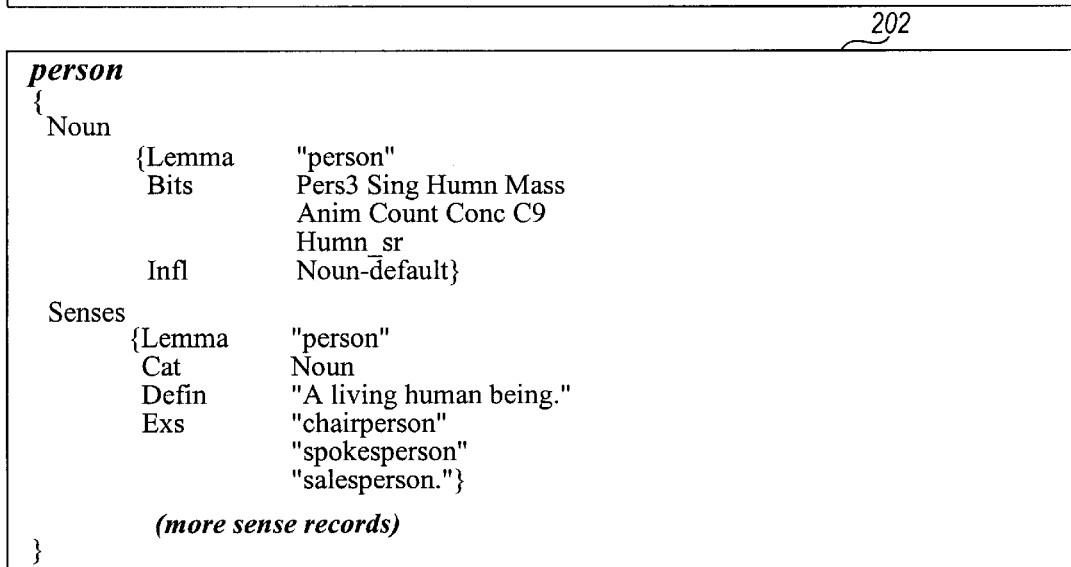 202
person
{
Noun
{Lemma "person"
Bits Pers3 Sing Humn Mass
Anim Count Conc C9
Humn_sr
Infl Noun-default}
Senses
{Lemma "person"
Cat Noun
Defin "A living human being."
Exs "chairperson"
"spokesperson"
"salesperson."}
(more sense records)
}